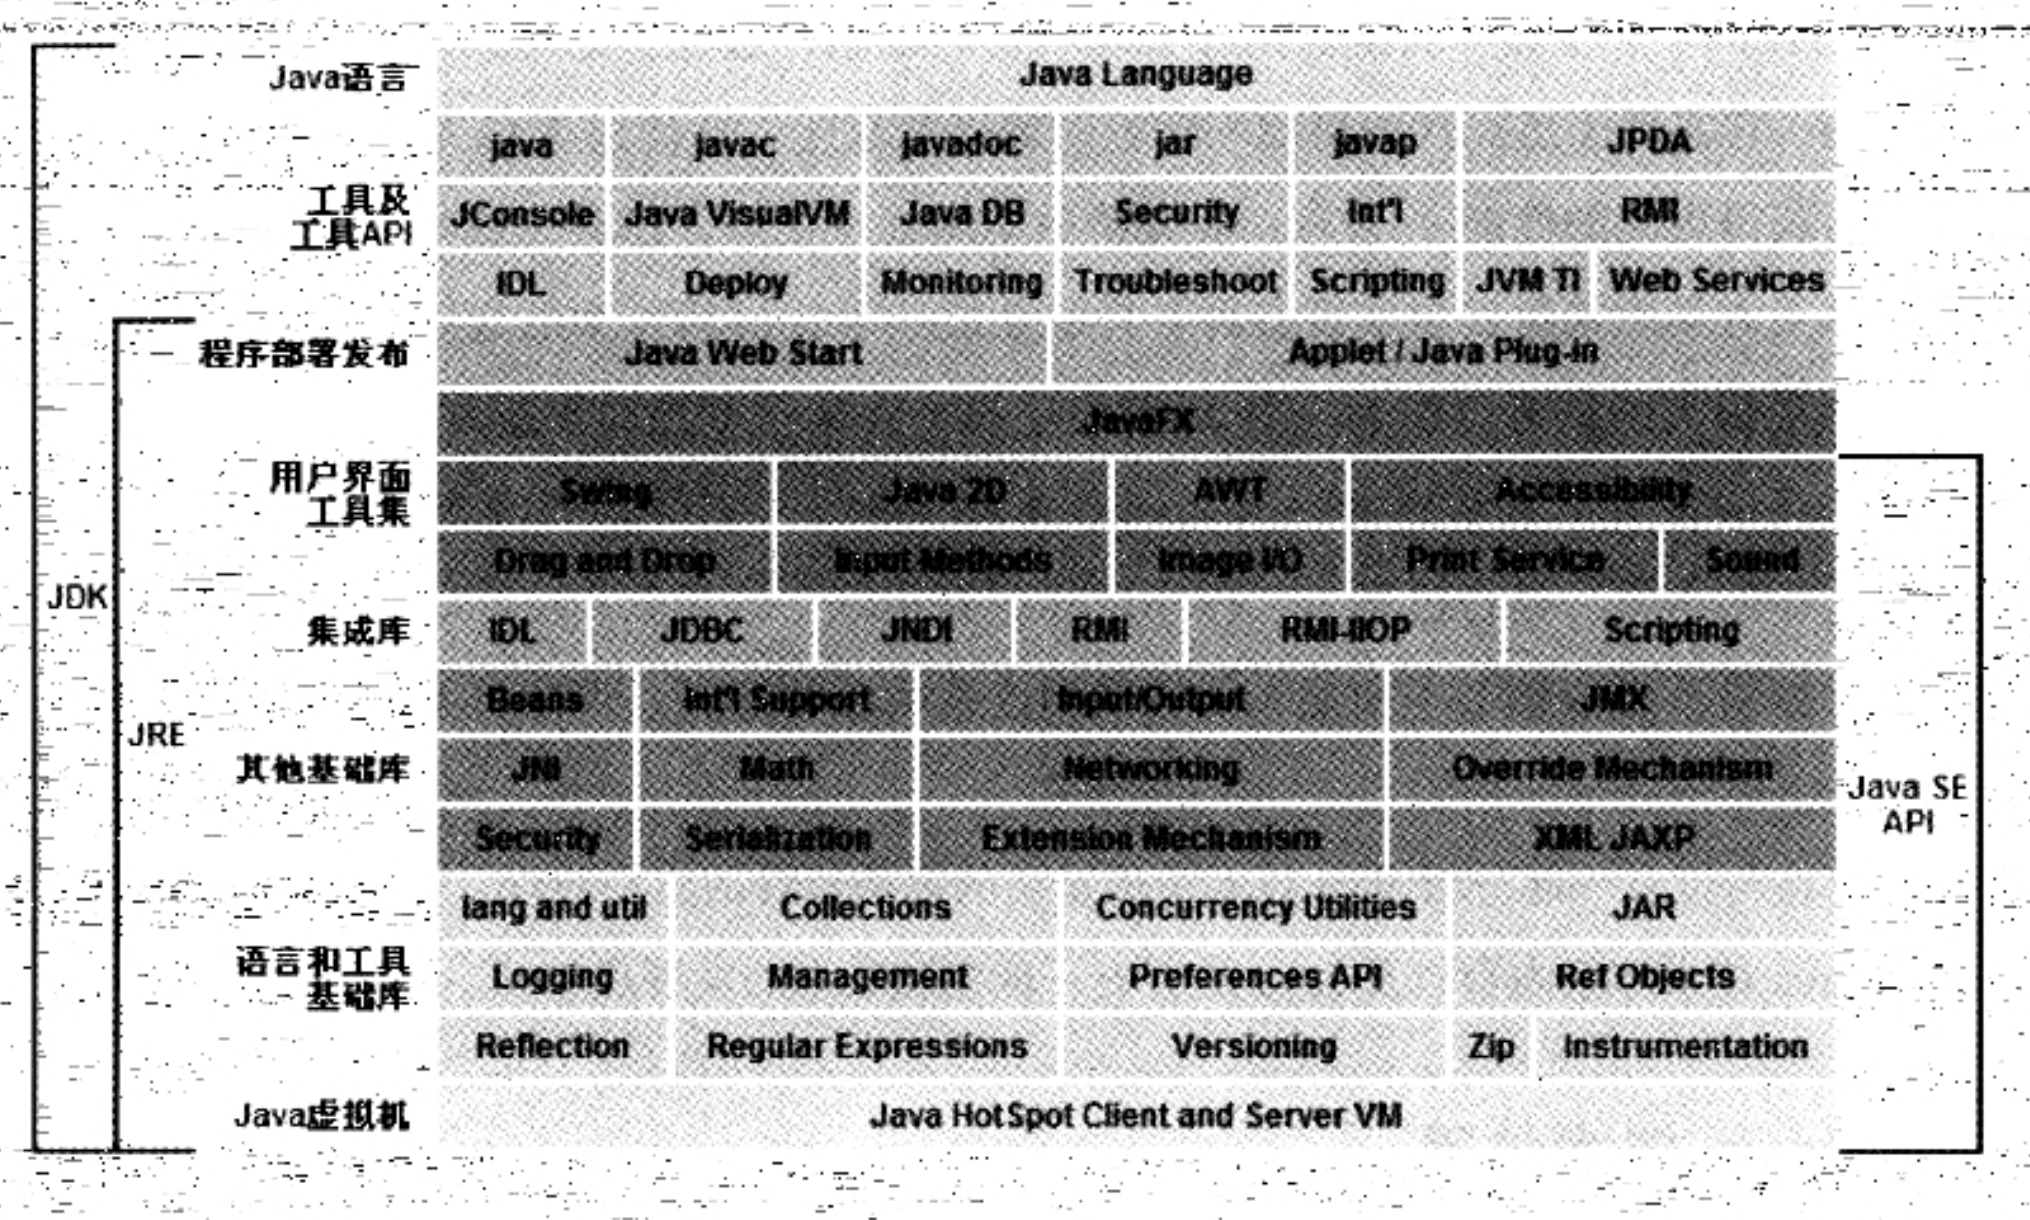 Java语言
Java Language
java javac javadoc jar javap JPDA
工具及
工具API
JConsole Java VisualVM Java DB Security Int'l RMI
IDL Deploy Monitoring Troubleshoot Scripting JVM TI Web Services
程序部署发布
Java Web Start Applet / Java Plug-in
JavaFX
用户界面
工具集
Swing Java 2D AWT Accessibility
Drag and Drop Input Methods Image I/O Print Service Sound
JDK
集成库
IDL JDBC JNDI RMI RMI-IIOP Scripting
Beans Int'l Support Input/Output JMX
JRE
其他基础库
JNI Math Networking Override Mechanism
Java SE
API
Security Serialization Extension Mechanism XML JAXP
lang and util Collections Concurrency Utilities JAR
语言和工具
基础库
Logging Management Preferences API Ref Objects
Reflection Regular Expressions Versioning Zip Instrumentation
Java虚拟机
Java HotSpot Client and Server VM